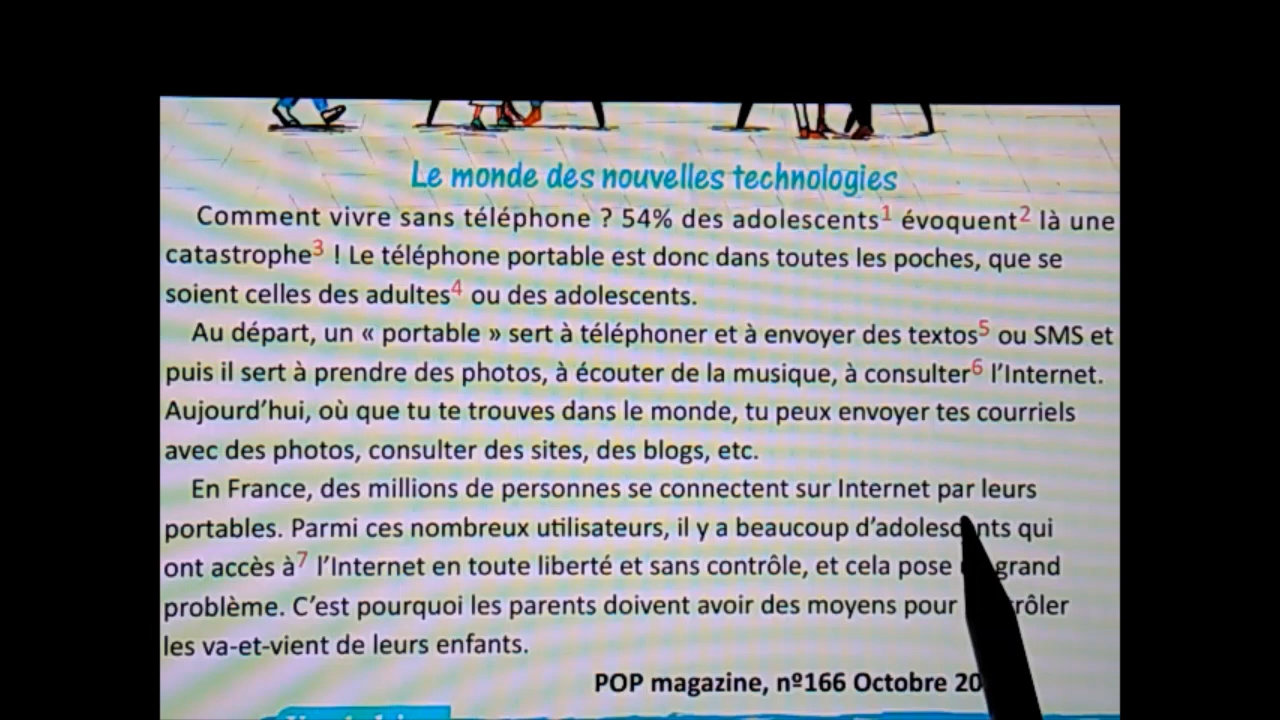 Le monde des nouvelles technologies
Comment vivre sans téléphone ? 54% des adolescents¹ évoquent² là une
catastrophe³ ! Le téléphone portable est donc dans toutes les poches, que se
soient celles des adultes⁴ ou des adolescents.
Au départ, un « portable » sert à téléphoner et à envoyer des textos⁵ ou SMS et
puis il sert à prendre des photos, à écouter de la musique, à consulter⁶ l'Internet.
Aujourd'hui, où que tu te trouves dans le monde, tu peux envoyer tes courriels
avec des photos, consulter des sites, des blogs, etc.
En France, des millions de personnes se connectent sur Internet par leurs
portables. Parmi ces nombreux utilisateurs, il y a beaucoup d'adolescents qui
ont accès à⁷ l'Internet en toute liberté et sans contrôle, et cela pose grand
problème. C'est pourquoi les parents doivent avoir des moyens pour contrôler
les va-et-vient de leurs enfants.
POP magazine, nº166 Octobre 20